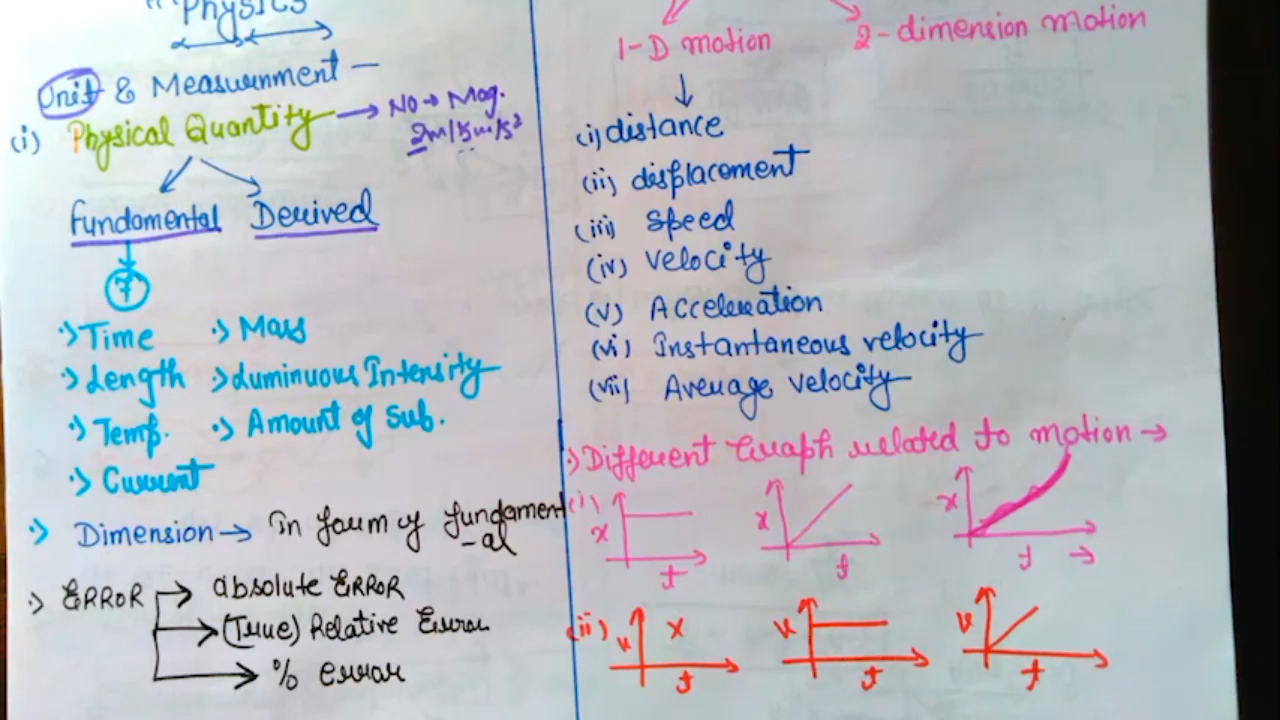 Physics
Unit & Measurnment -
(i) Physical Quantity → No → Mag.
2m/5m/s²
Fundamental Derived
7
Time
Mass
Length
Luminuous Intensity
Temp.
Amount of Sub.
Current
Dimension → In form of fundament
-al
ERROR → absolute ERROR
→ (True) Relative Error
→ % error
1-D motion 2-dimension motion
(i) distance
(ii) displacement
(iii) Speed
(iv) velocity
(v) Acceleration
(vi) Instantaneous velocity
(vii) Average velocity
Different Graph related to motion →
(i) x t x t x t
(ii) v x t v t v t